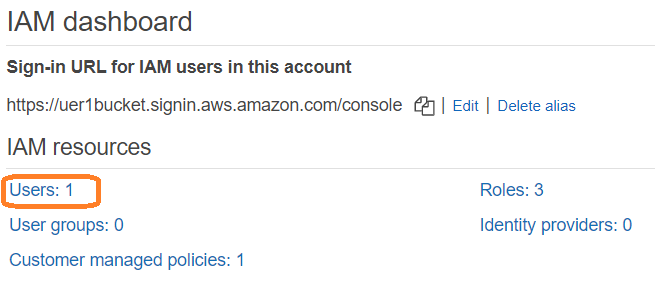 IAM dashboard
Sign-in URL for IAM users in this account
https://uer1bucket.signin.aws.amazon.com/console | Edit | Delete alias
IAM resources
Users: 1 Roles: 3
User groups: 0 Identity providers: 0
Customer managed policies: 1